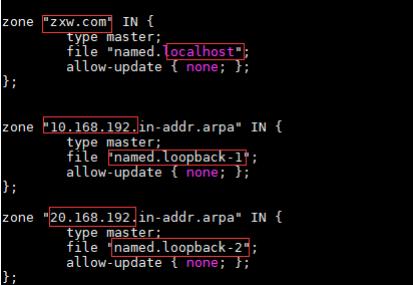 zone "zxw.com" IN {
        type master;
        file "named.localhost";
        allow-update { none; };
};
zone "10.168.192.in-addr.arpa" IN {
        type master;
        file "named.loopback-1";
        allow-update { none; };
};
zone "20.168.192.in-addr.arpa" IN {
        type master;
        file "named.loopback-2";
        allow-update { none; };
};